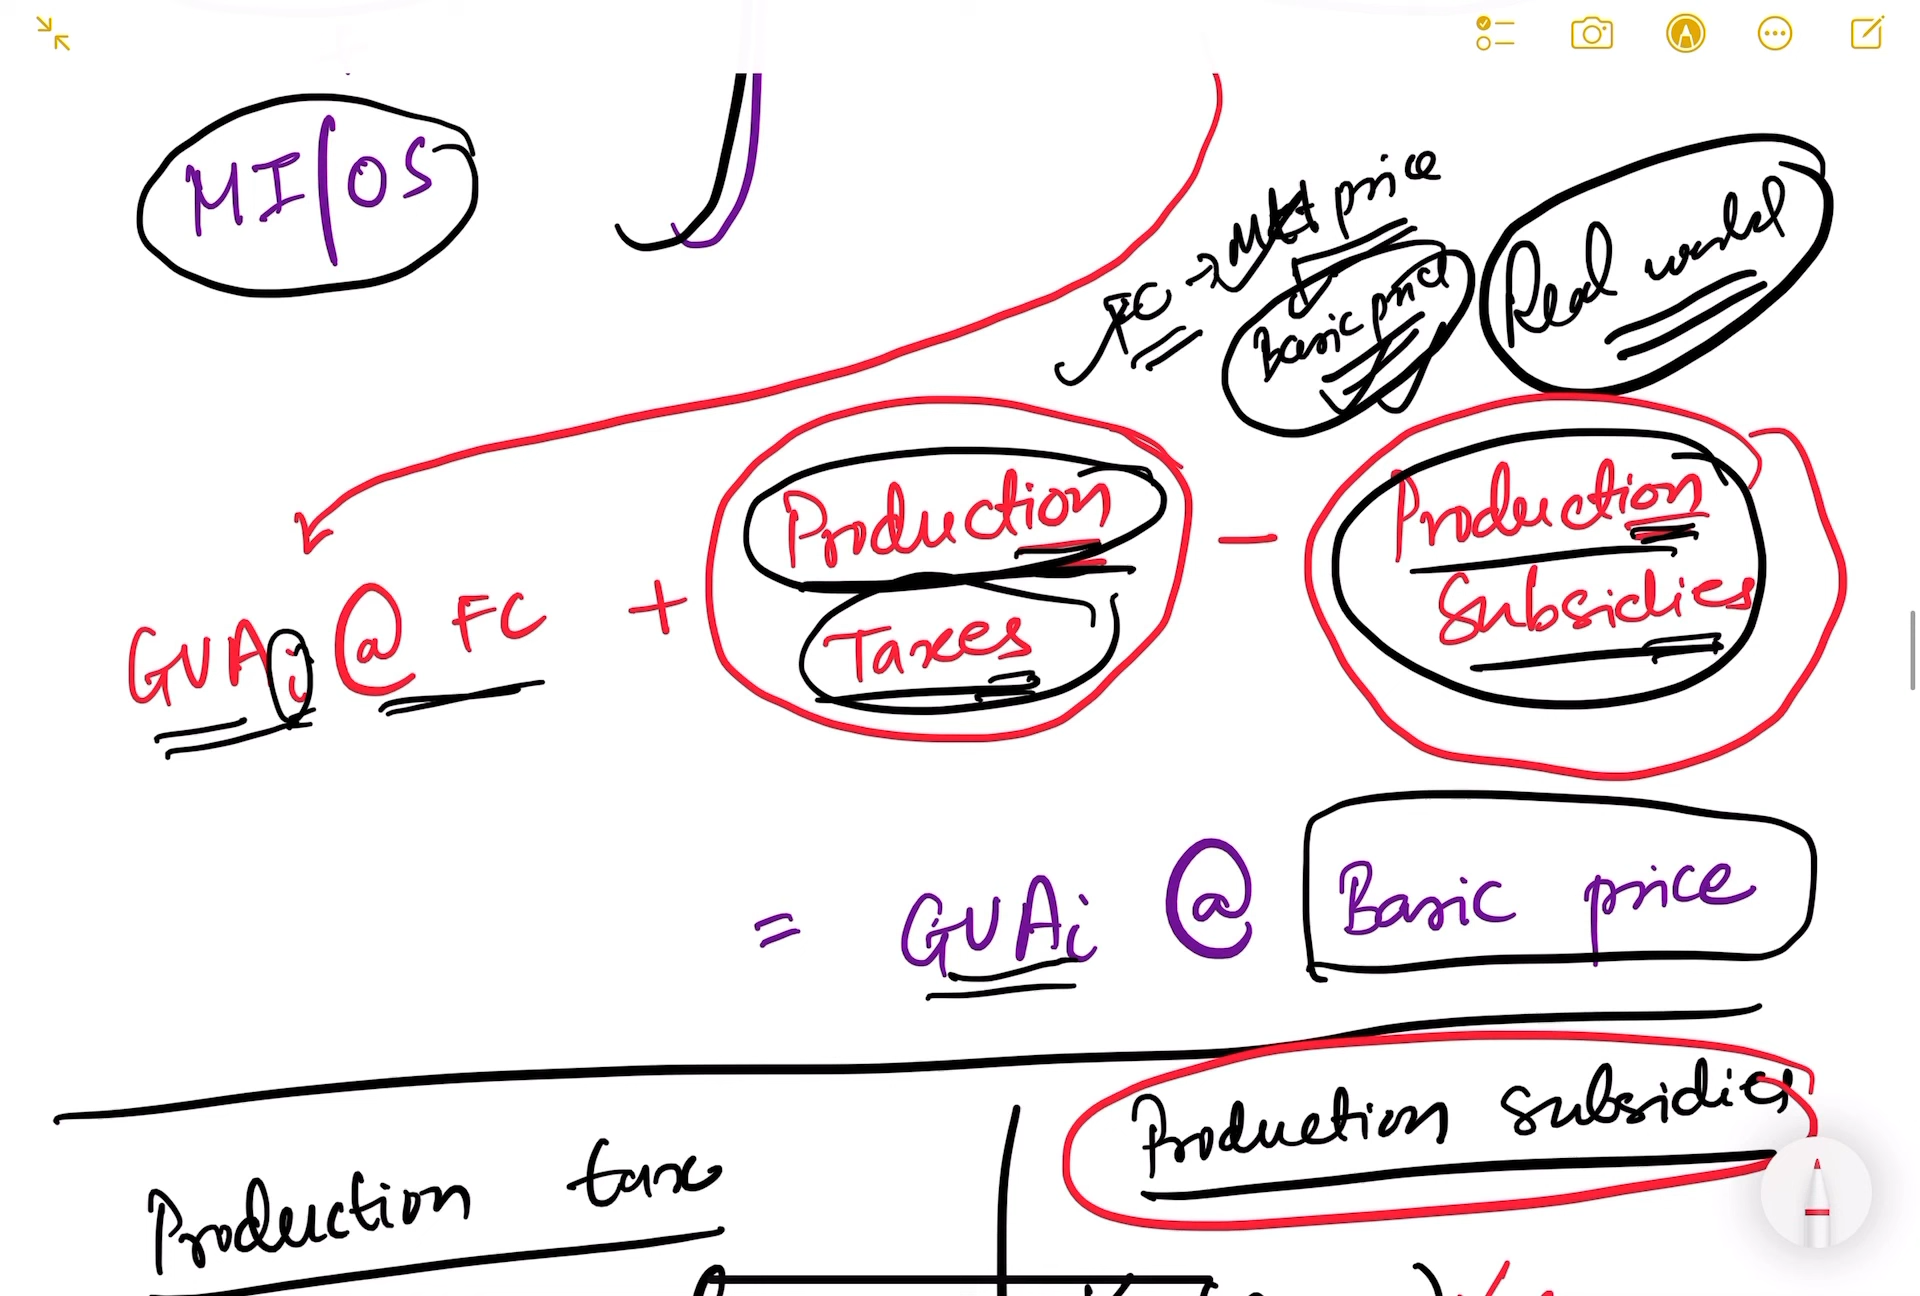 MI/OS
FC → Mkt price
Basic price
Real world
GVAi @ FC + Production Taxes - Production Subsidies
= GVAi @ Basic price
Production tax
Production subsidies